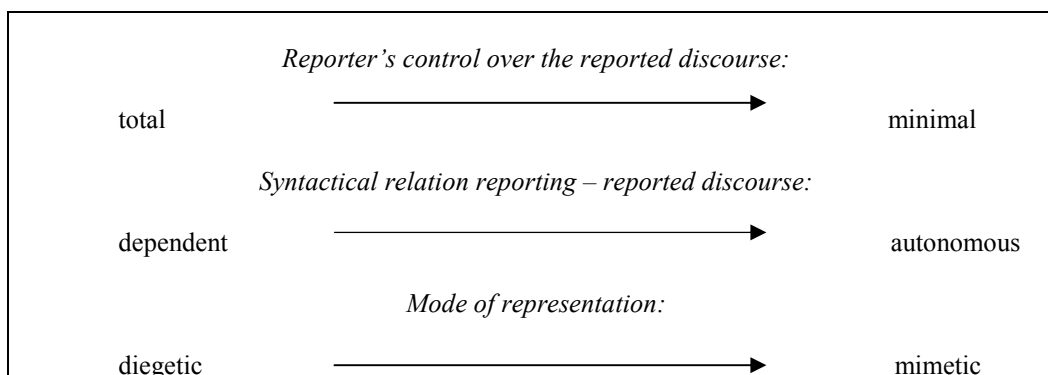 Reporter’s control over the reported discourse:
total minimal
Syntactical relation reporting – reported discourse:
dependent autonomous
Mode of representation:
diegetic mimetic